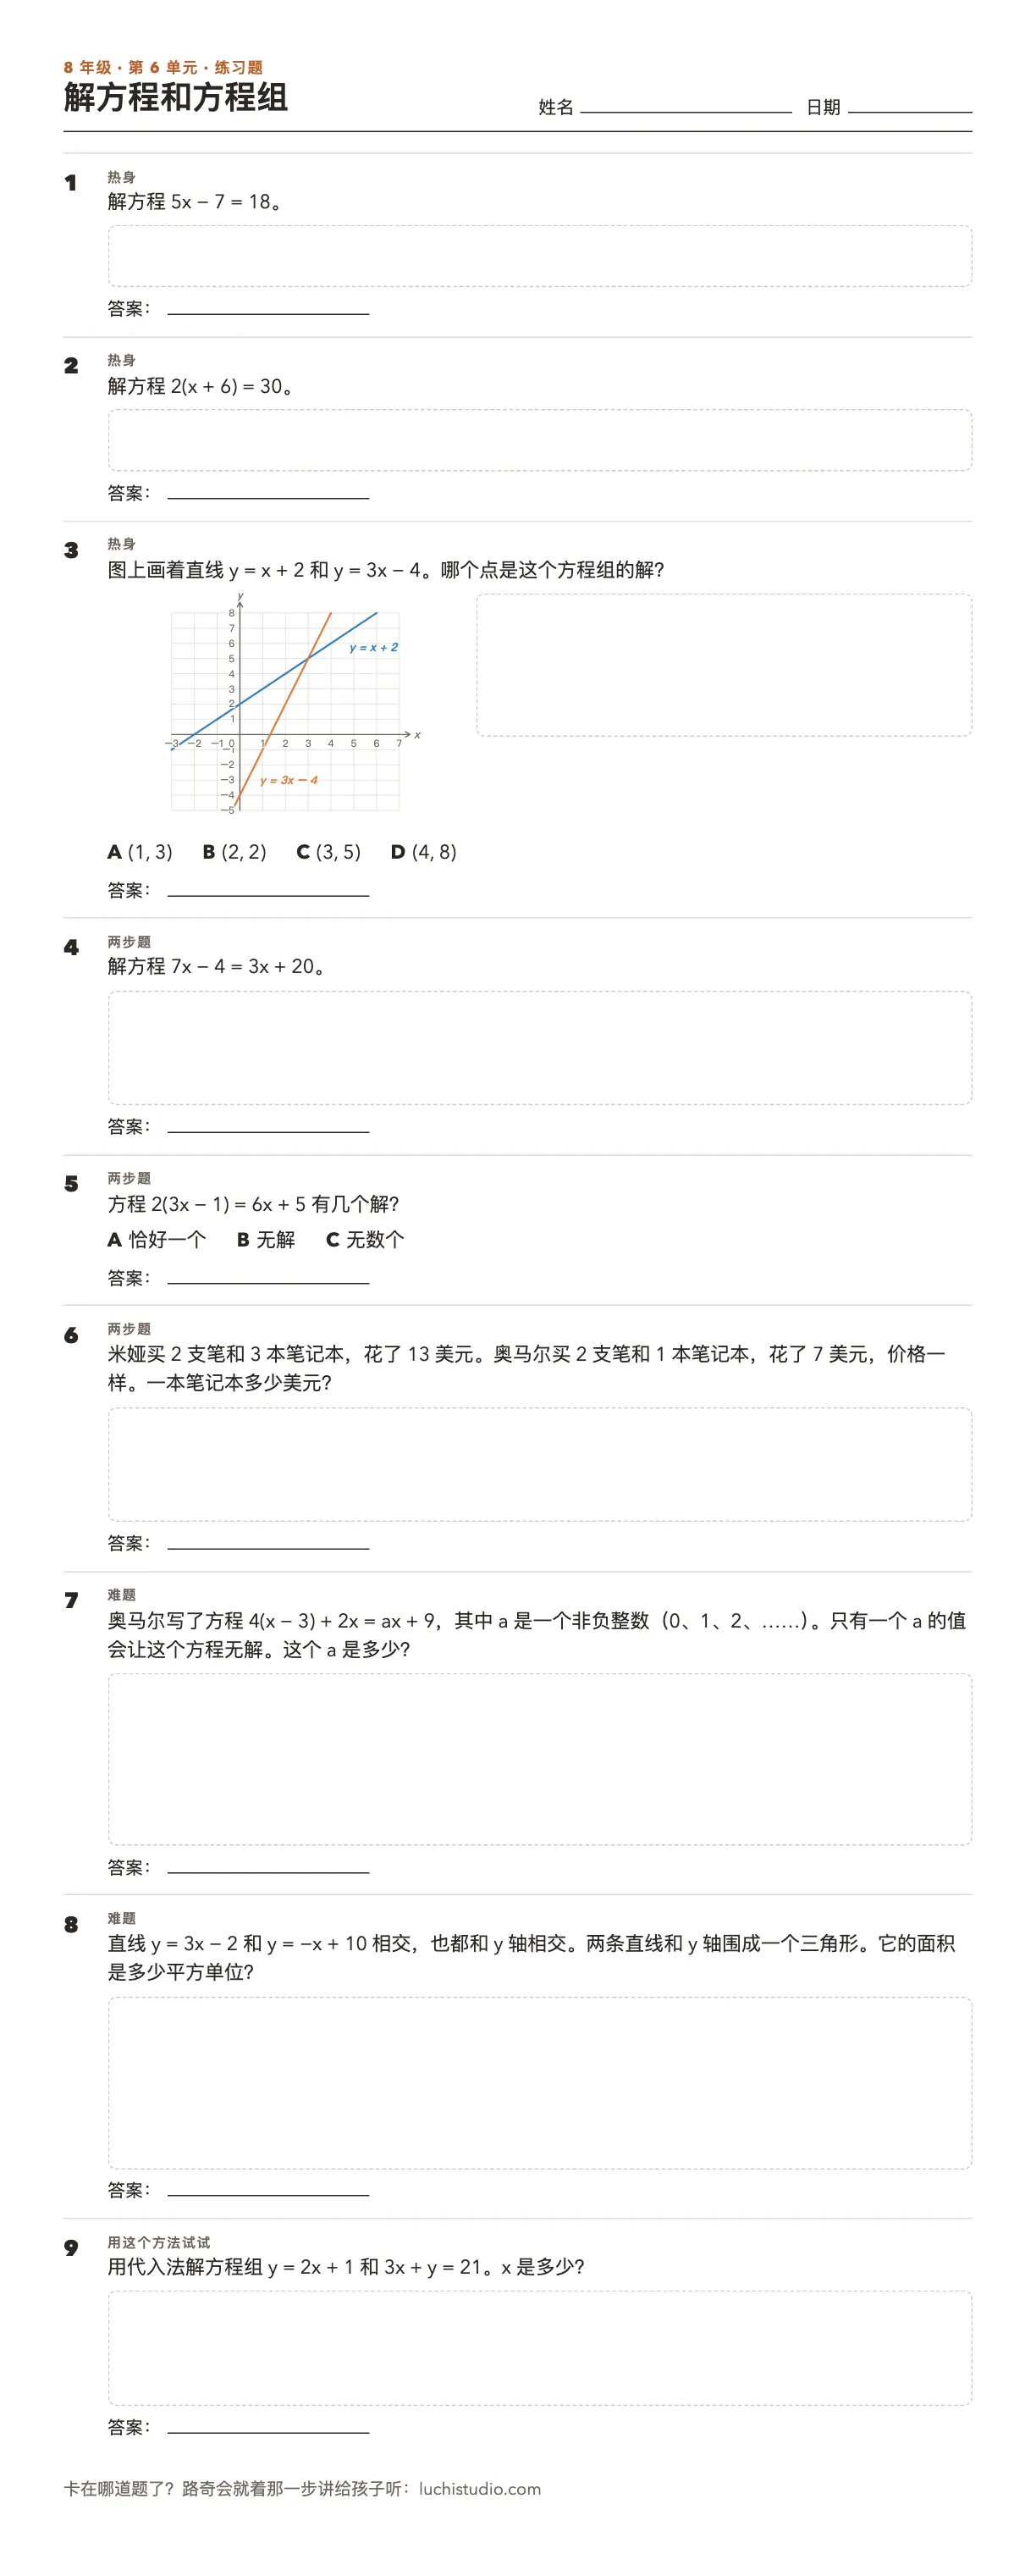 8 年级 · 第 6 单元 · 练习题
解方程和方程组
姓名
日期
1
热身
解方程 5x − 7 = 18。
答案：
2
热身
解方程 2(x + 6) = 30。
答案：
3
热身
图上画着直线 y = x + 2 和 y = 3x − 4。哪个点是这个方程组的解？
y
8
7
6
5
4
3
2
1
−3 −2 −1 0 1 2 3 4 5 6 7 x
−1
−2
−3
−4
−5
y = x + 2
y = 3x − 4
A (1, 3) B (2, 2) C (3, 5) D (4, 8)
答案：
4
两步题
解方程 7x − 4 = 3x + 20。
答案：
5
两步题
方程 2(3x − 1) = 6x + 5 有几个解？
A 恰好一个 B 无解 C 无数个
答案：
6
两步题
米娅买 2 支笔和 3 本笔记本，花了 13 美元。奥马尔买 2 支笔和 1 本笔记本，花了 7 美元，价格一
样。一本笔记本多少美元？
答案：
7
难题
奥马尔写了方程 4(x − 3) + 2x = ax + 9，其中 a 是一个非负整数（0、1、2、……）。只有一个 a 的值
会让这个方程无解。这个 a 是多少？
答案：
8
难题
直线 y = 3x − 2 和 y = −x + 10 相交，也都和 y 轴相交。两条直线和 y 轴围成一个三角形。它的面积
是多少平方单位？
答案：
9
用这个方法试试
用代入法解方程组 y = 2x + 1 和 3x + y = 21。x 是多少？
答案：
卡在哪道题了？路奇会就着那一步讲给孩子听：luchistudio.com